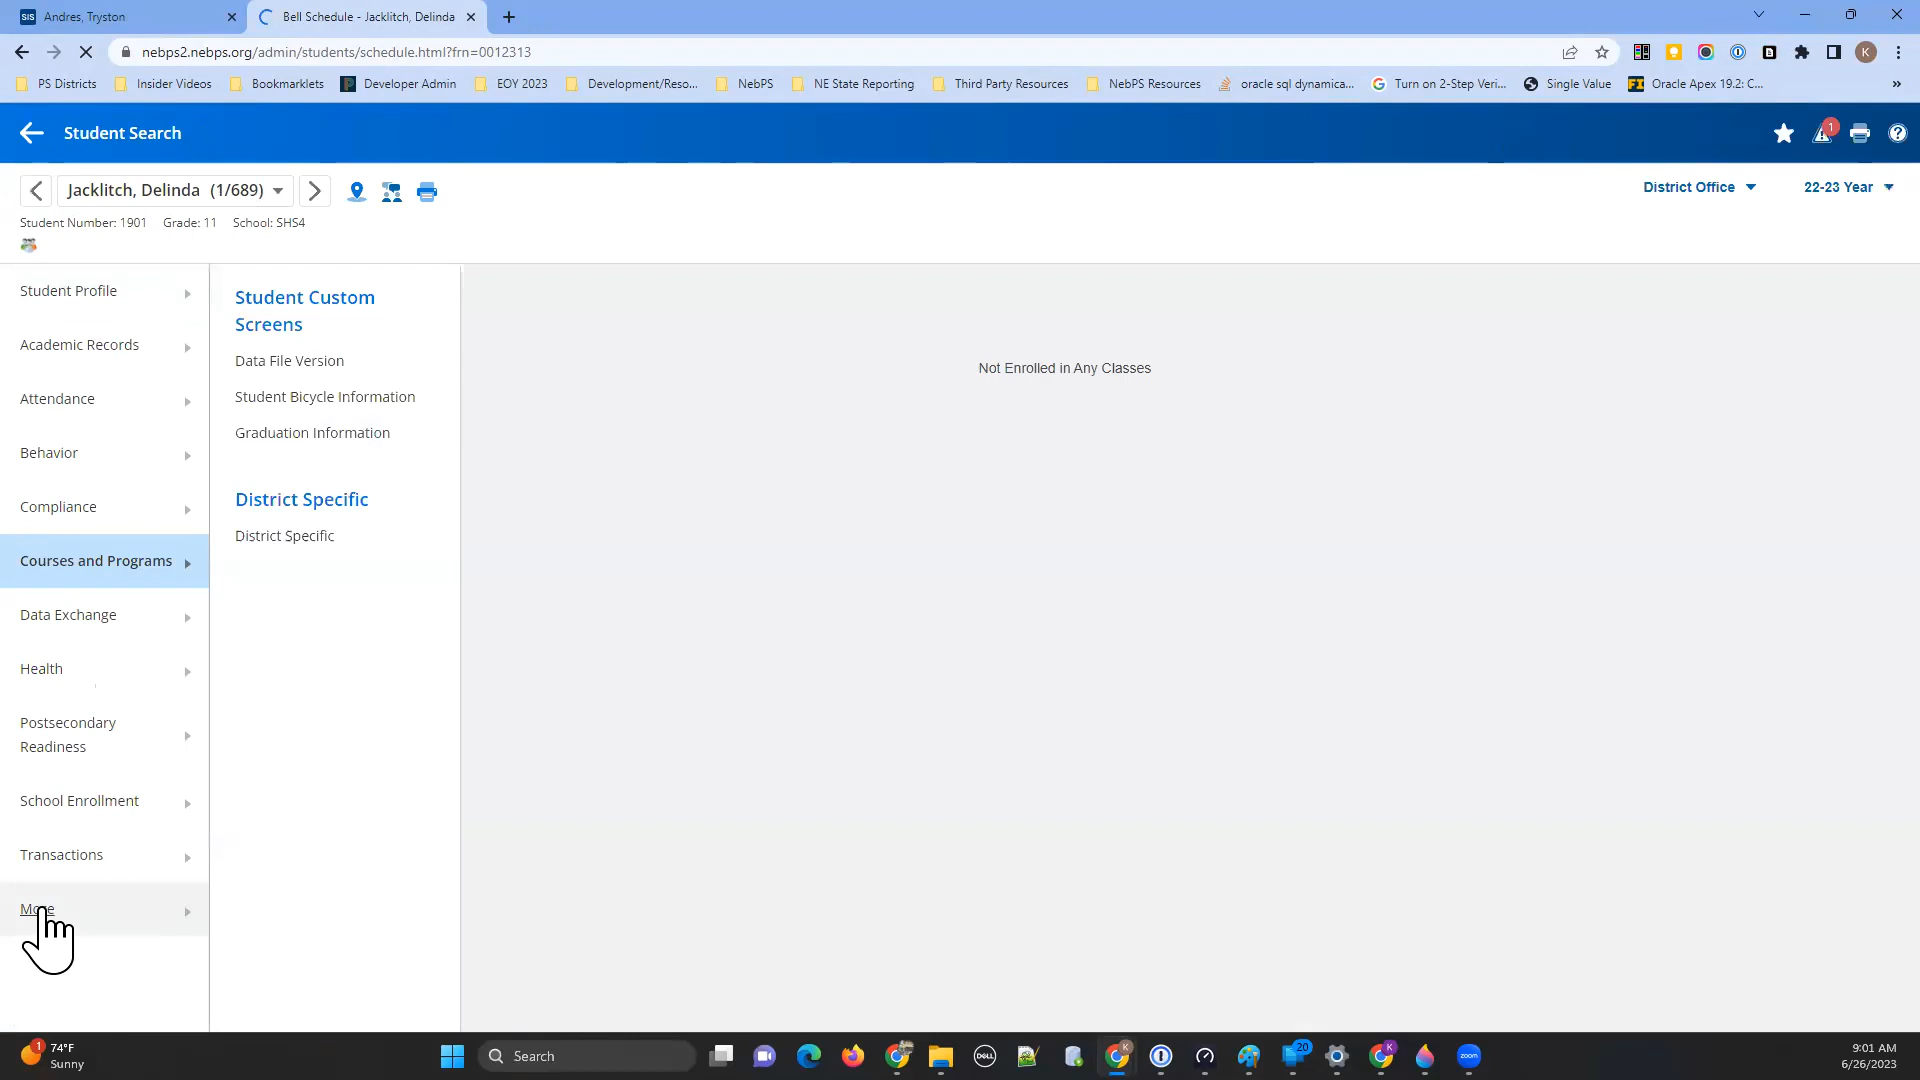 SIS Andres, Tryston
Bell Schedule - Jacklitch, Delinda
nebps2.nebps.org/admin/students/schedule.html?frn=0012313
K
PS Districts
Insider Videos
Bookmarklets
Developer Admin
EOY 2023
Development/Reso...
NebPS
NE State Reporting
Third Party Resources
NebPS Resources
oracle sql dynamica...
Turn on 2-Step Veri...
Single Value
Oracle Apex 19.2: C...
»
Student Search
1
Jacklitch, Delinda (1/689)
District Office
22-23 Year
Student Number: 1901 Grade: 11 School: SHS4
Student Profile
Academic Records
Attendance
Behavior
Compliance
Courses and Programs
Data Exchange
Health
Postsecondary
Readiness
School Enrollment
Transactions
More
Student Custom
Screens
Data File Version
Student Bicycle Information
Graduation Information
District Specific
District Specific
Not Enrolled in Any Classes
1
74°F
Sunny
Search
DELL
K
20
K
zoom
9:01 AM
6/26/2023